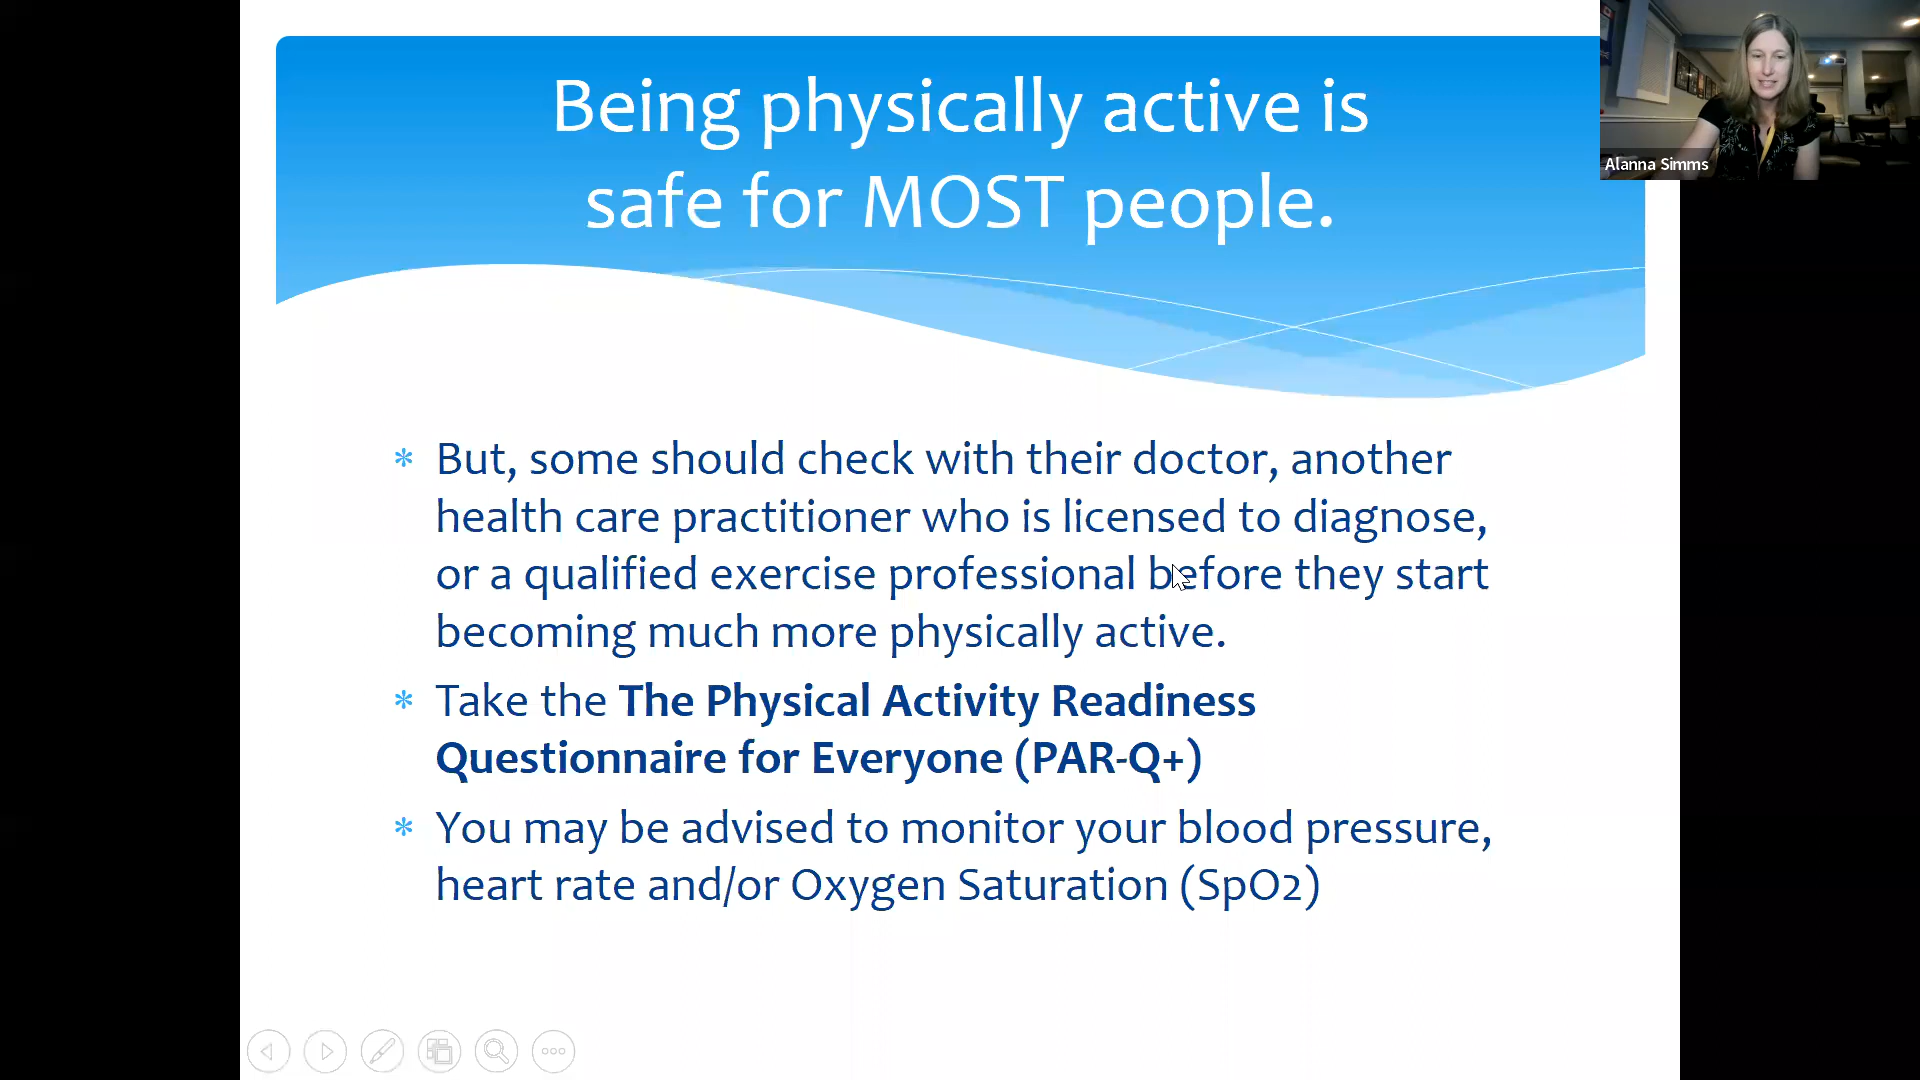 Being physically active is
safe for MOST people.
Alanna Simms
* But, some should check with their doctor, another
health care practitioner who is licensed to diagnose,
or a qualified exercise professional before they start
becoming much more physically active.
* Take the The Physical Activity Readiness
Questionnaire for Everyone (PAR-Q+)
* You may be advised to monitor your blood pressure,
heart rate and/or Oxygen Saturation (SpO2)